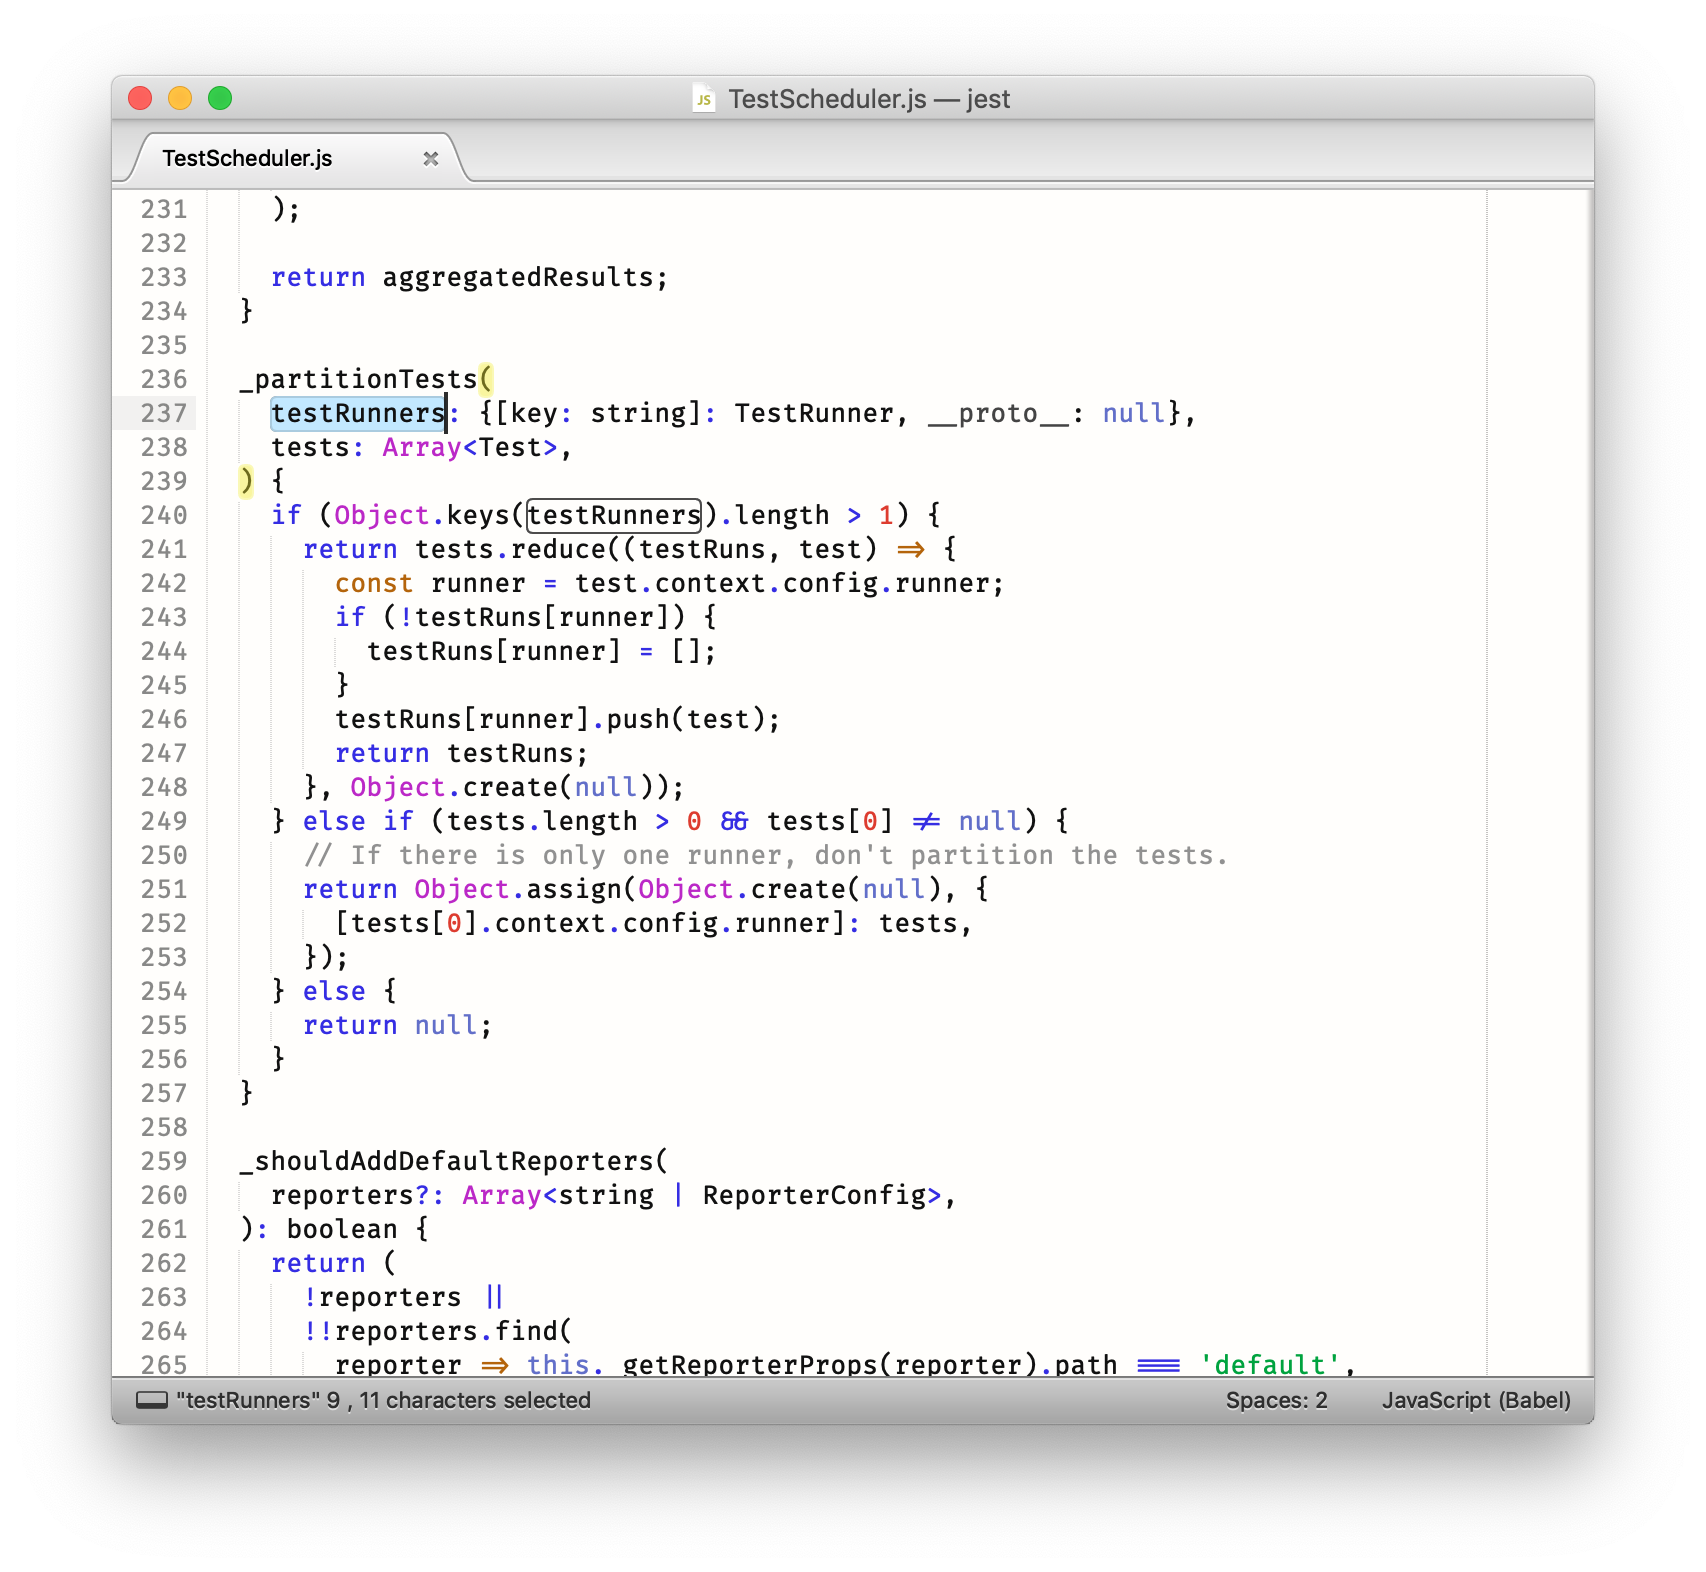 JS TestScheduler.js — jest
TestScheduler.js ×
231 );
232
233 return aggregatedResults;
234 }
235
236 _partitionTests(
237 testRunners: {[key: string]: TestRunner, __proto__: null},
238 tests: Array<Test>,
239 ) {
240 if (Object.keys(testRunners).length > 1) {
241 return tests.reduce((testRuns, test) => {
242 const runner = test.context.config.runner;
243 if (!testRuns[runner]) {
244 testRuns[runner] = [];
245 }
246 testRuns[runner].push(test);
247 return testRuns;
248 }, Object.create(null));
249 } else if (tests.length > 0 && tests[0] != null) {
250 // If there is only one runner, don't partition the tests.
251 return Object.assign(Object.create(null), {
252 [tests[0].context.config.runner]: tests,
253 });
254 } else {
255 return null;
256 }
257 }
258
259 _shouldAddDefaultReporters(
260 reporters?: Array<string | ReporterConfig>,
261 ): boolean {
262 return (
263 !reporters ||
264 !!reporters.find(
265 reporter => this._getReporterProps(reporter).path === 'default',
"testRunners" 9 , 11 characters selected Spaces: 2 JavaScript (Babel)